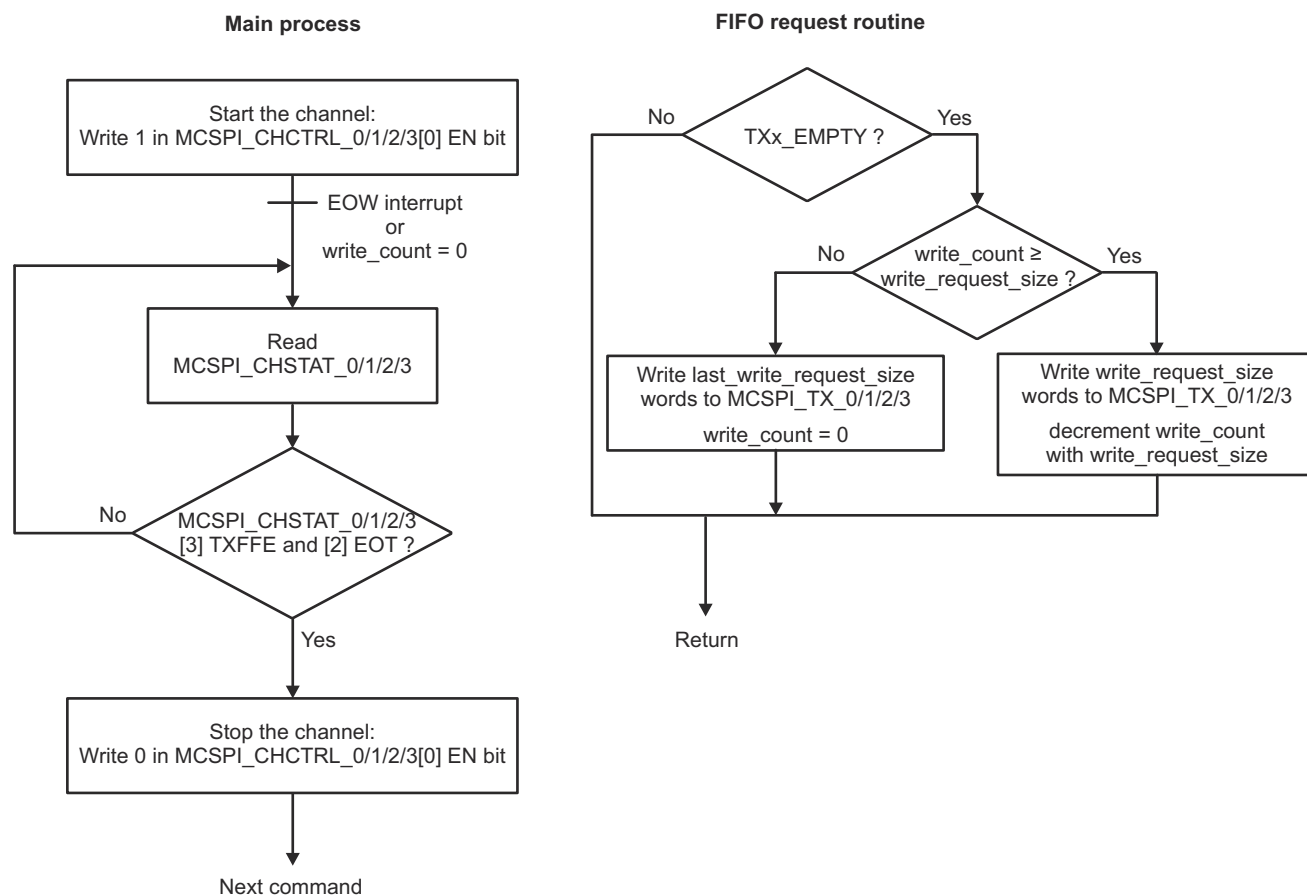 Main process
Start the channel:
Write 1 in MCSPI_CHCTRL_0/1/2/3[0] EN bit
EOW interrupt
or
write_count = 0
Read
MCSPI_CHSTAT_0/1/2/3
No
MCSPI_CHSTAT_0/1/2/3
[3] TXFFE and [2] EOT ?
Yes
Stop the channel:
Write 0 in MCSPI_CHCTRL_0/1/2/3[0] EN bit
Next command
FIFO request routine
No
Yes
TXx_EMPTY ?
No
write_count ≥
write_request_size ?
Yes
Write last_write_request_size
words to MCSPI_TX_0/1/2/3
write_count = 0
Write write_request_size
words to MCSPI_TX_0/1/2/3
decrement write_count
with write_request_size
Return